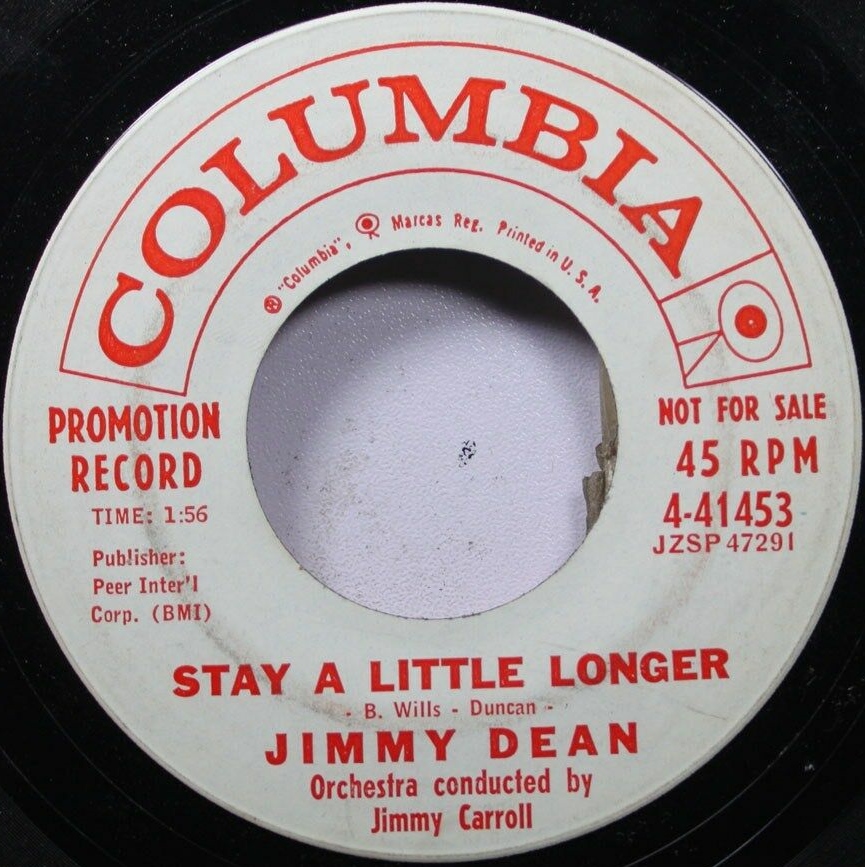 COLUMBIA
Ⓡ "Columbia", Marcas Reg. Printed in U. S. A.
PROMOTION
RECORD
TIME: 1:56
Publisher:
Peer Inter'l
Corp. (BMI)
NOT FOR SALE
45 RPM
4-41453
JZSP 47291
STAY A LITTLE LONGER
- B. Wills - Duncan -
JIMMY DEAN
Orchestra conducted by
Jimmy Carroll